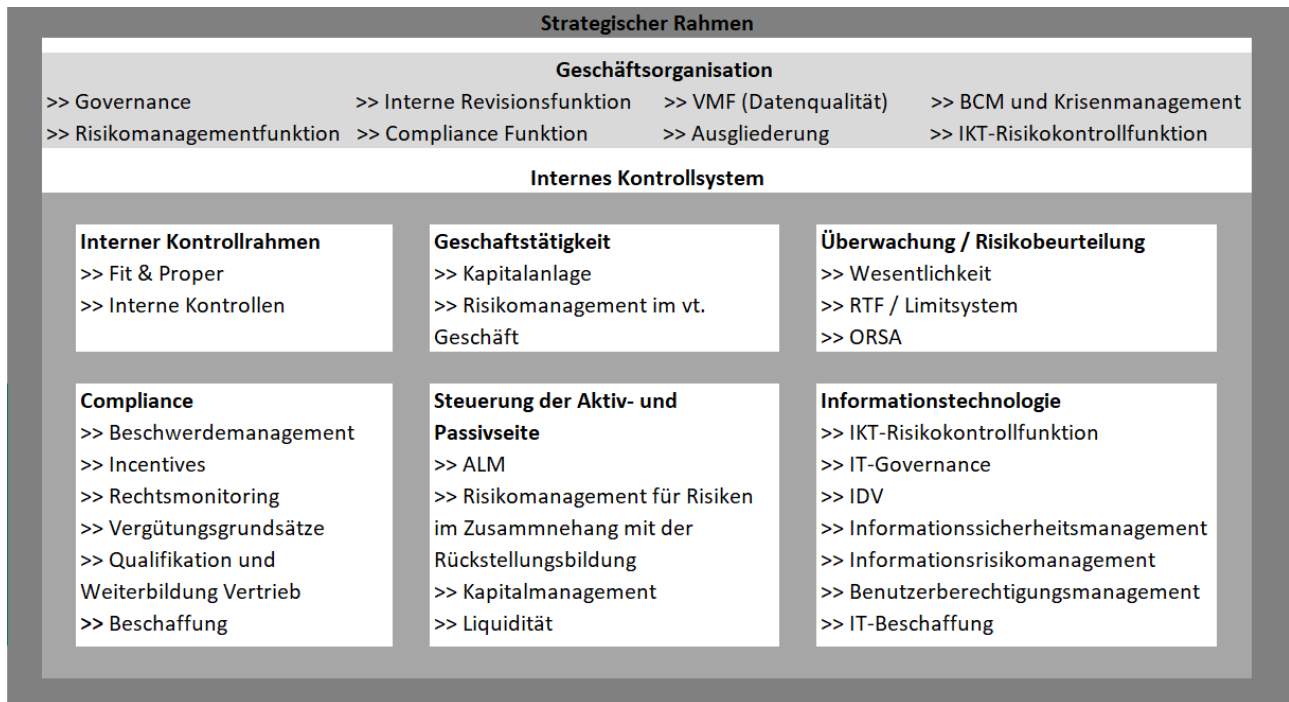 Strategischer Rahmen
Geschäftsorganisation
>> Governance >> Interne Revisionsfunktion >> VMF (Datenqualität) >> BCM und Krisenmanagement
>> Risikomanagementfunktion >> Compliance Funktion >> Ausgliederung >> IKT-Risikokontrollfunktion
Internes Kontrollsystem
Interner Kontrollrahmen
>> Fit & Proper
>> Interne Kontrollen
Geschaftstätigkeit
>> Kapitalanlage
>> Risikomanagement im vt.
Geschäft
Überwachung / Risikobeurteilung
>> Wesentlichkeit
>> RTF / Limitsystem
>> ORSA
Compliance
>> Beschwerdemanagement
>> Incentives
>> Rechtsmonitoring
>> Vergütungsgrundsätze
>> Qualifikation und
Weiterbildung Vertrieb
>> Beschaffung
Steuerung der Aktiv- und
Passivseite
>> ALM
>> Risikomanagement für Risiken
im Zusammnehang mit der
Rückstellungsbildung
>> Kapitalmanagement
>> Liquidität
Informationstechnologie
>> IKT-Risikokontrollfunktion
>> IT-Governance
>> IDV
>> Informationssicherheitsmanagement
>> Informationsrisikomanagement
>> Benutzerberechtigungsmanagement
>> IT-Beschaffung